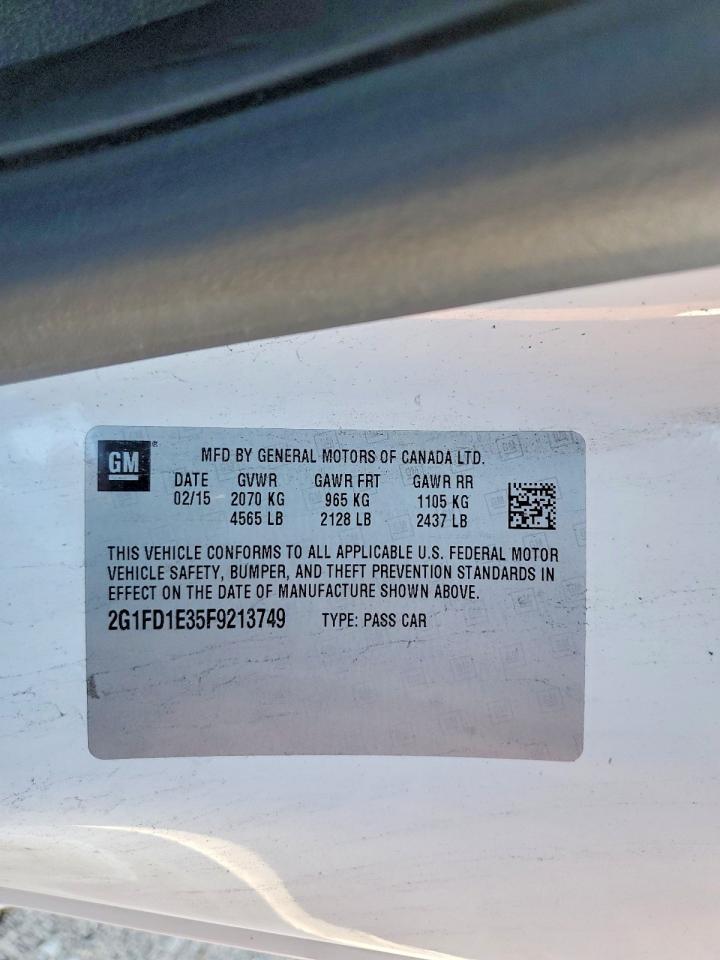 GM®
MFD BY GENERAL MOTORS OF CANADA LTD.
DATE GVWR GAWR FRT GAWR RR
02/15 2070 KG 965 KG 1105 KG
4565 LB 2128 LB 2437 LB
THIS VEHICLE CONFORMS TO ALL APPLICABLE U.S. FEDERAL MOTOR
VEHICLE SAFETY, BUMPER, AND THEFT PREVENTION STANDARDS IN
EFFECT ON THE DATE OF MANUFACTURE SHOWN ABOVE.
2G1FD1E35F9213749 TYPE: PASS CAR